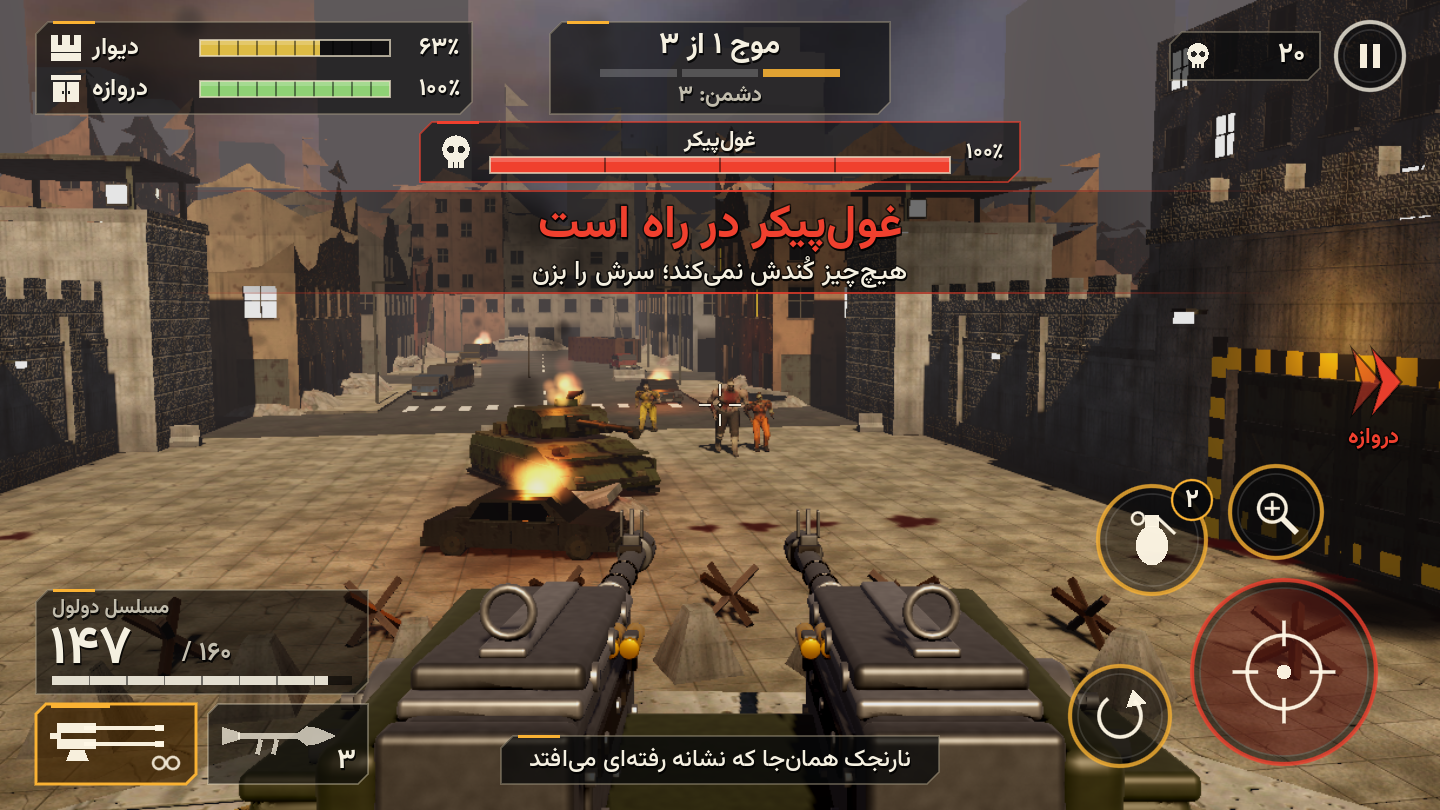 دیوار ۶۳٪
دروازه ۱۰۰٪
موج ۱ از ۳
دشمن: ۳
۲۰
غول‌پیکر ۱۰۰٪
غول‌پیکر در راه است
هیچ‌چیز کُندش نمی‌کند؛ سرش را بزن
دروازه
۲
مسلسل دولول
۱۴۷ / ۱۶۰
∞
۳
نارنجک همان‌جا که نشانه رفته‌ای می‌افتد